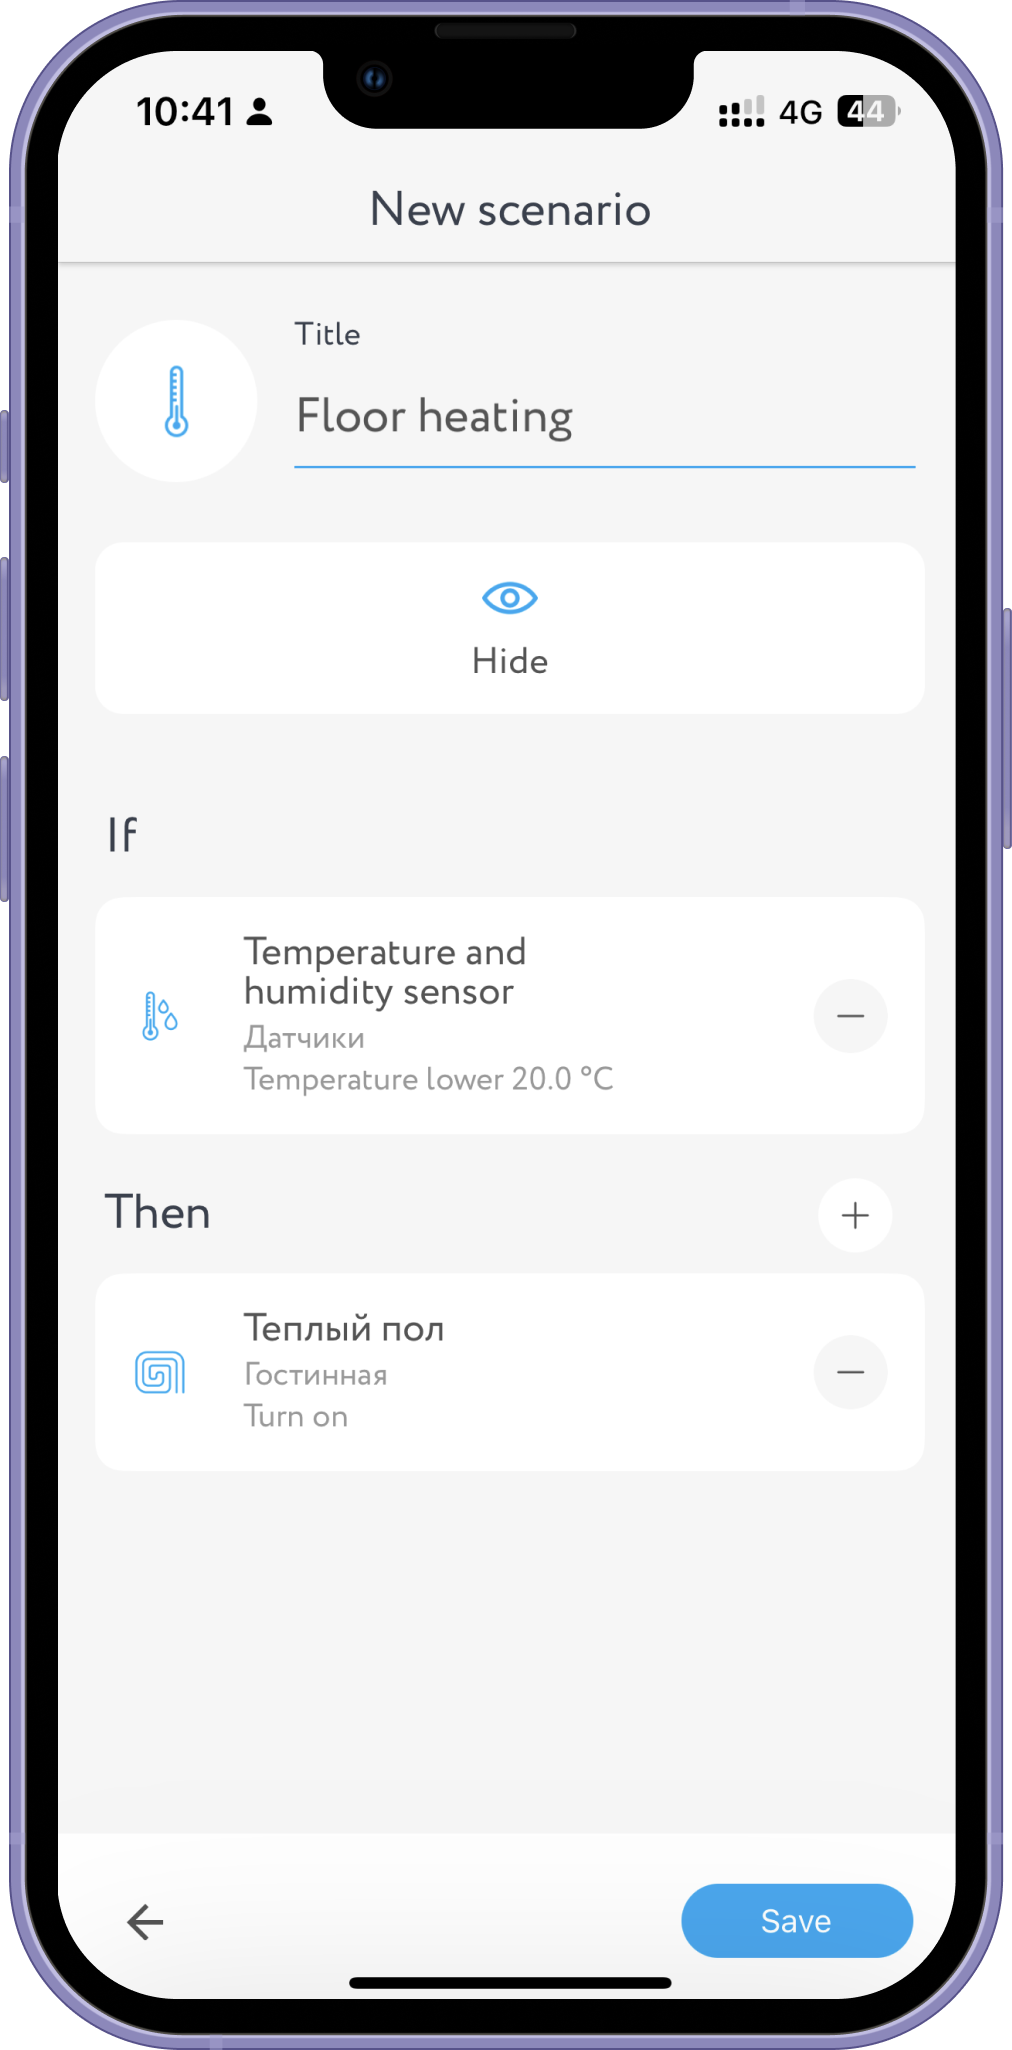 10:41
4G 44
New scenario
Title
Floor heating
Hide
If
Temperature and
humidity sensor
Датчики
Temperature lower 20.0 °C
Then
Теплый пол
Гостинная
Turn on
Save